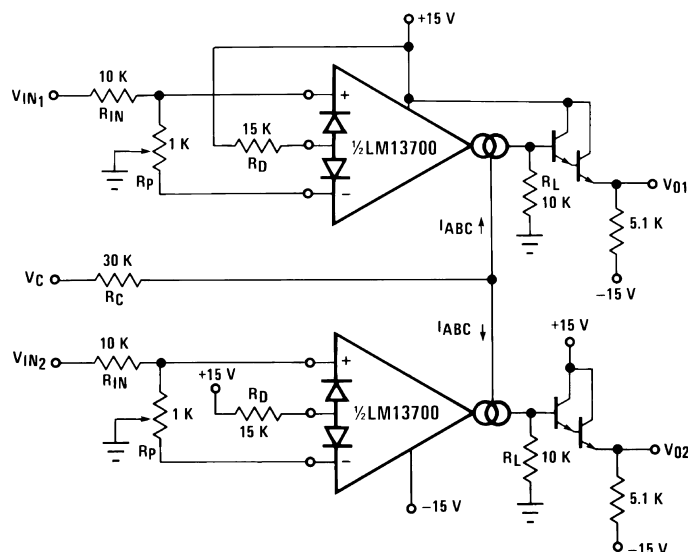 +15 V
10 K
VIN1
RIN
+
1 K
15 K
½LM13700
RP
RD
−
RL
10 K
VO1
IABC
5.1 K
−15 V
30 K
VC
RC
IABC
+15 V
10 K
VIN2
RIN
+15 V
+
1 K
RD
½LM13700
15 K
RP
−
RL
10 K
VO2
5.1 K
−15 V
−15 V